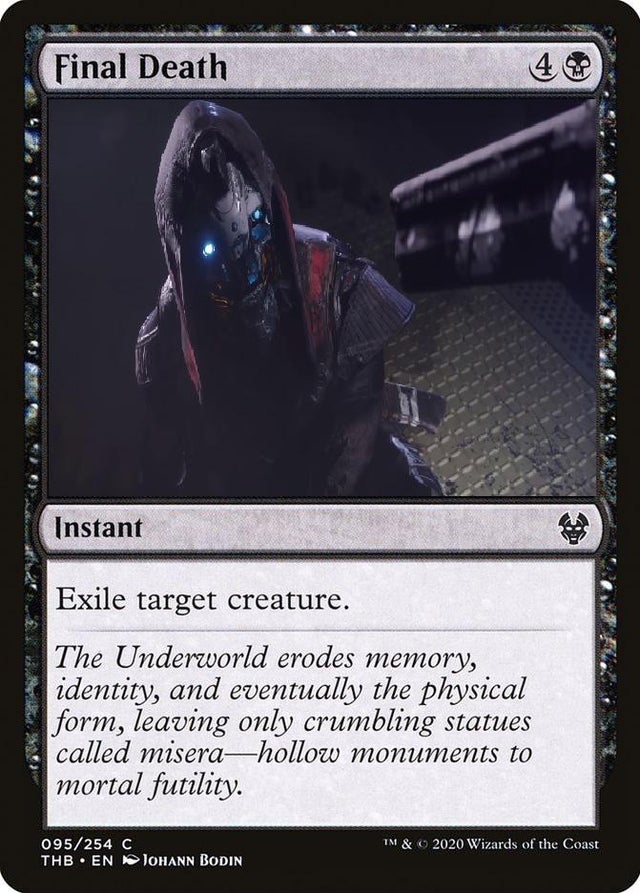 Final Death 4
Instant
Exile target creature.
The Underworld erodes memory,
identity, and eventually the physical
form, leaving only crumbling statues
called misera—hollow monuments to
mortal futility.
095/254 C
THB • EN Johann Bodin
™ & © 2020 Wizards of the Coast